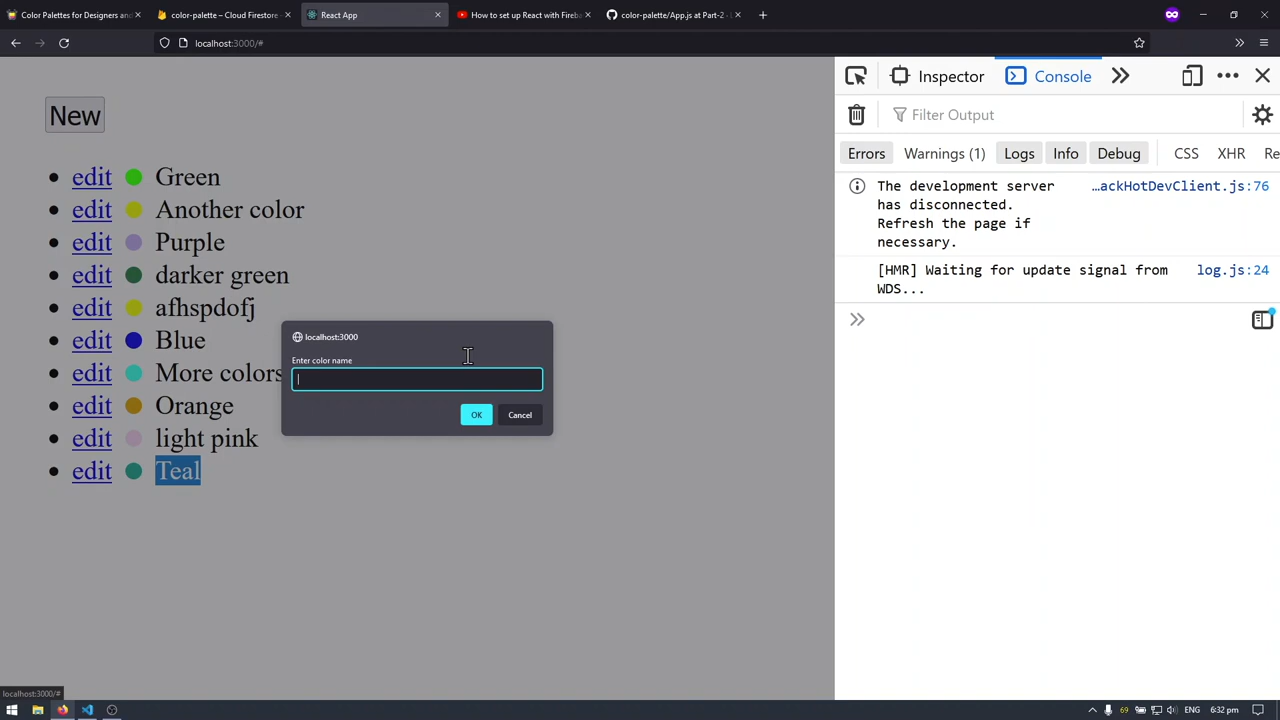 Color Palettes for Designers and
color-palette – Cloud Firestore
React App
How to set up React with Fireba
color-palette/App.js at Part-2
localhost:3000/#
New
edit Green
edit Another color
edit Purple
edit darker green
edit afhspdofj
edit Blue
edit More colors
edit Orange
edit light pink
edit Teal
localhost:3000
Enter color name
OK
Cancel
Inspector
Console
Filter Output
Errors
Warnings (1)
Logs
Info
Debug
CSS
XHR
Re
The development server …ackHotDevClient.js:76
has disconnected.
Refresh the page if
necessary.
[HMR] Waiting for update signal from log.js:24
WDS...
localhost:3000/#
69
ENG
6:32 pm